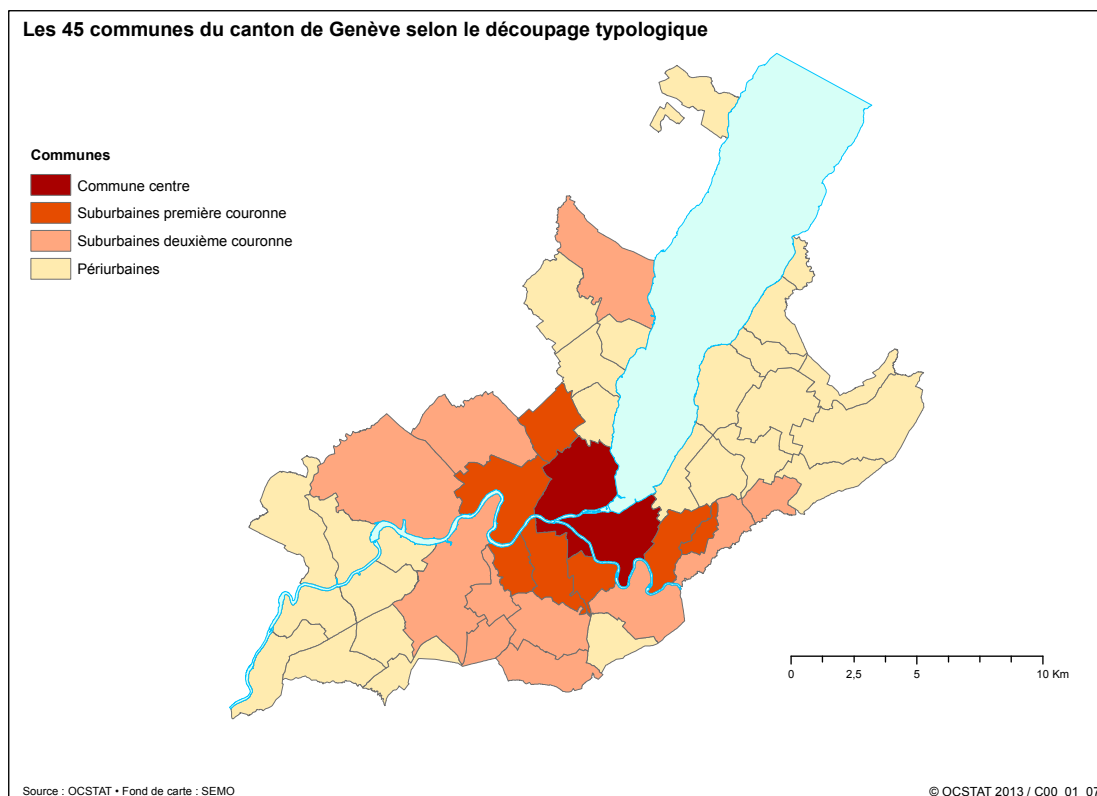 Les 45 communes du canton de Genève selon le découpage typologique
Communes
Commune centre
Suburbaines première couronne
Suburbaines deuxième couronne
Périurbaines
0 2,5 5 10 Km
Source : OCSTAT • Fond de carte : SEMO
© OCSTAT 2013 / C00_01_07